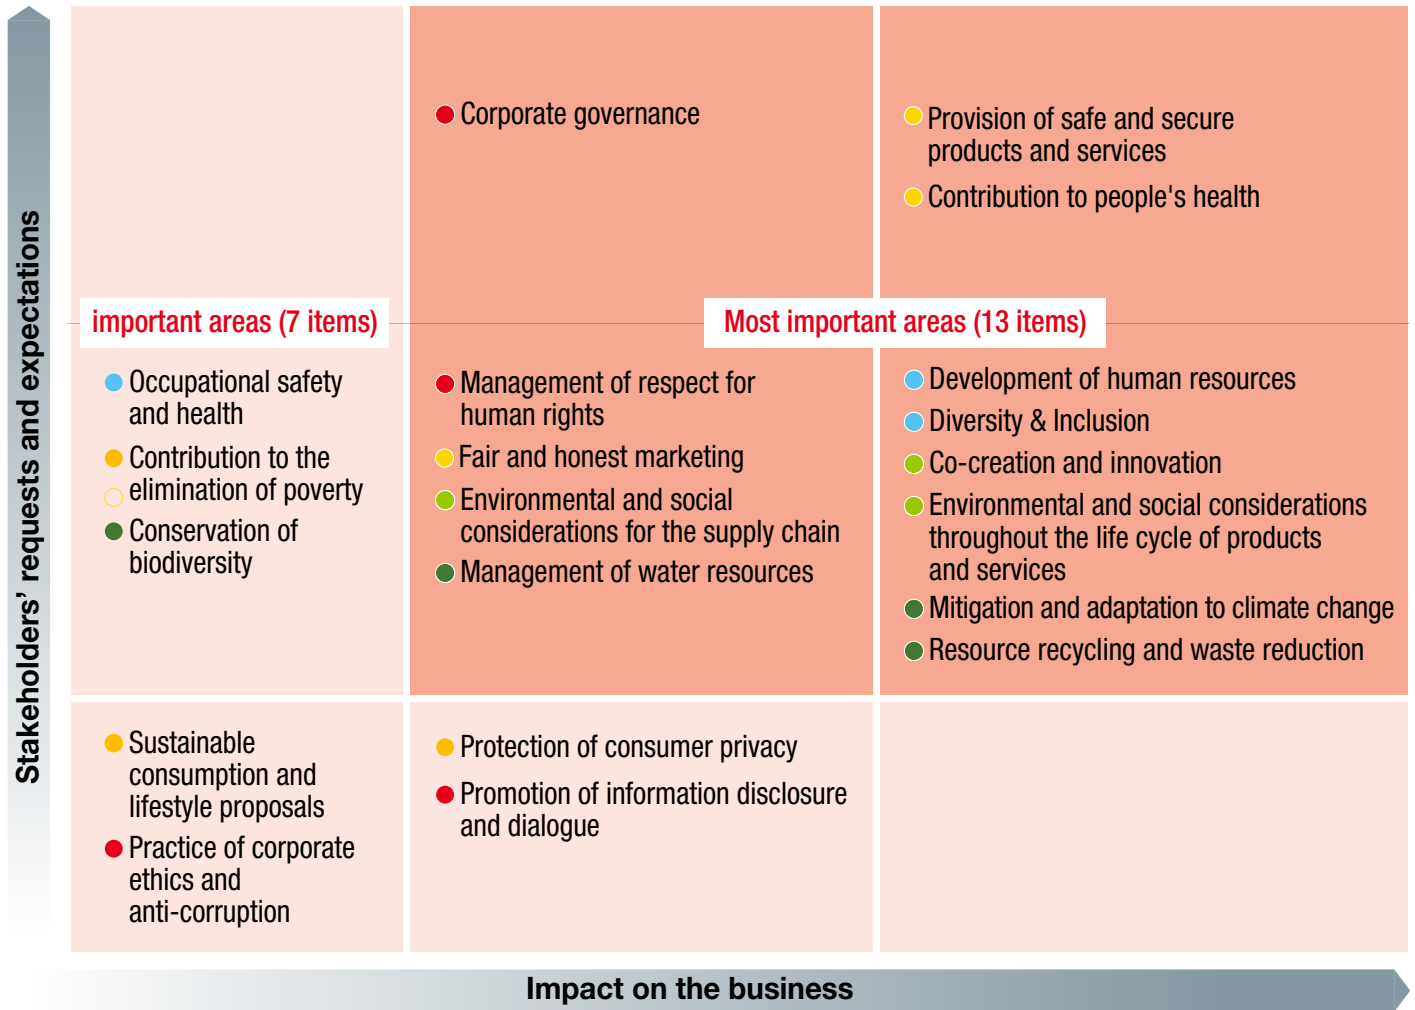 Stakeholders’ requests and expectations
Corporate governance
Provision of safe and secure
products and services
Contribution to people's health
important areas (7 items)
Most important areas (13 items)
Occupational safety
and health
Contribution to the
elimination of poverty
Conservation of
biodiversity
Management of respect for
human rights
Fair and honest marketing
Environmental and social
considerations for the supply chain
Management of water resources
Development of human resources
Diversity & Inclusion
Co-creation and innovation
Environmental and social considerations
throughout the life cycle of products
and services
Mitigation and adaptation to climate change
Resource recycling and waste reduction
Sustainable
consumption and
lifestyle proposals
Practice of corporate
ethics and
anti-corruption
Protection of consumer privacy
Promotion of information disclosure
and dialogue
Impact on the business